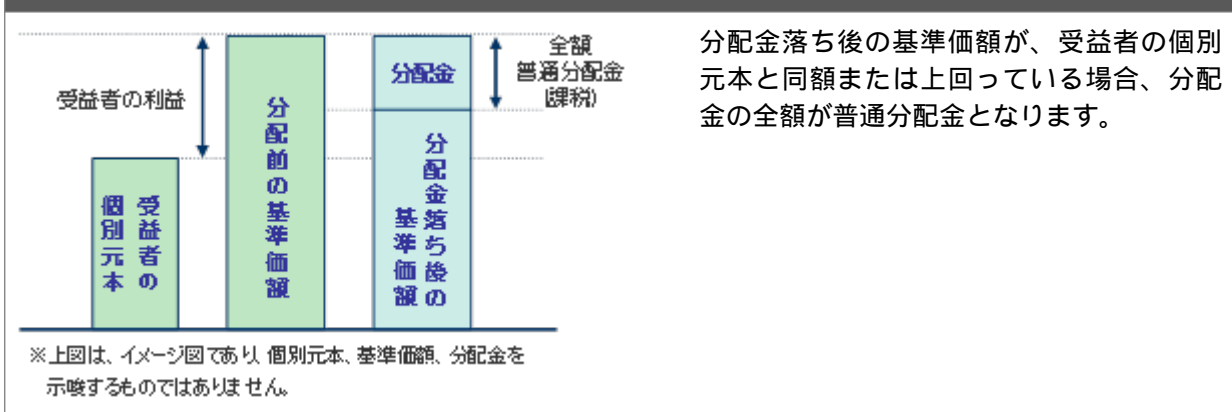 受益者の利益
受益者の
個別元本
分配前の基準価額
分配金
分配金落ち後の
基準価額
全額
普通分配金
(課税)
※上図は、イメージ図であり、個別元本、基準価額、分配金を
示唆するものではありません。
分配金落ち後の基準価額が、受益者の個別
元本と同額または上回っている場合、分配
金の全額が普通分配金となります。